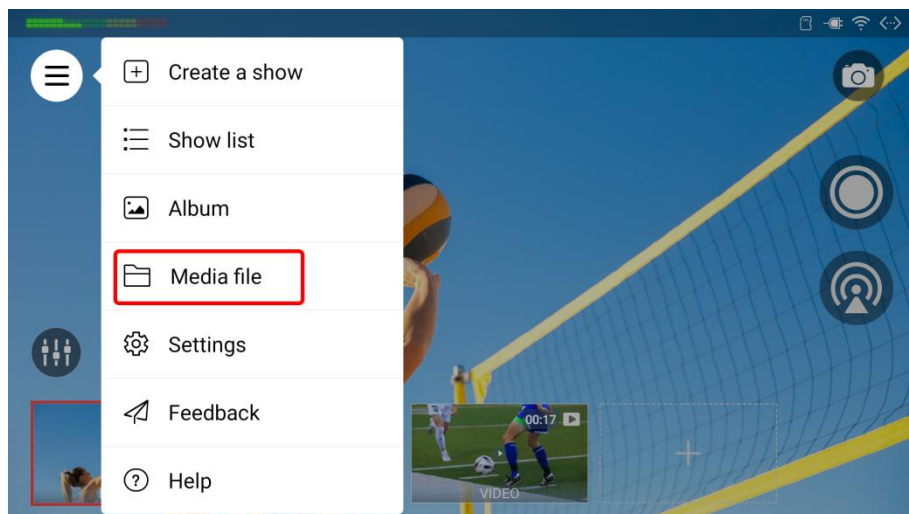 Create a show
Show list
Album
Media file
Settings
Feedback
Help
00:17
VIDEO